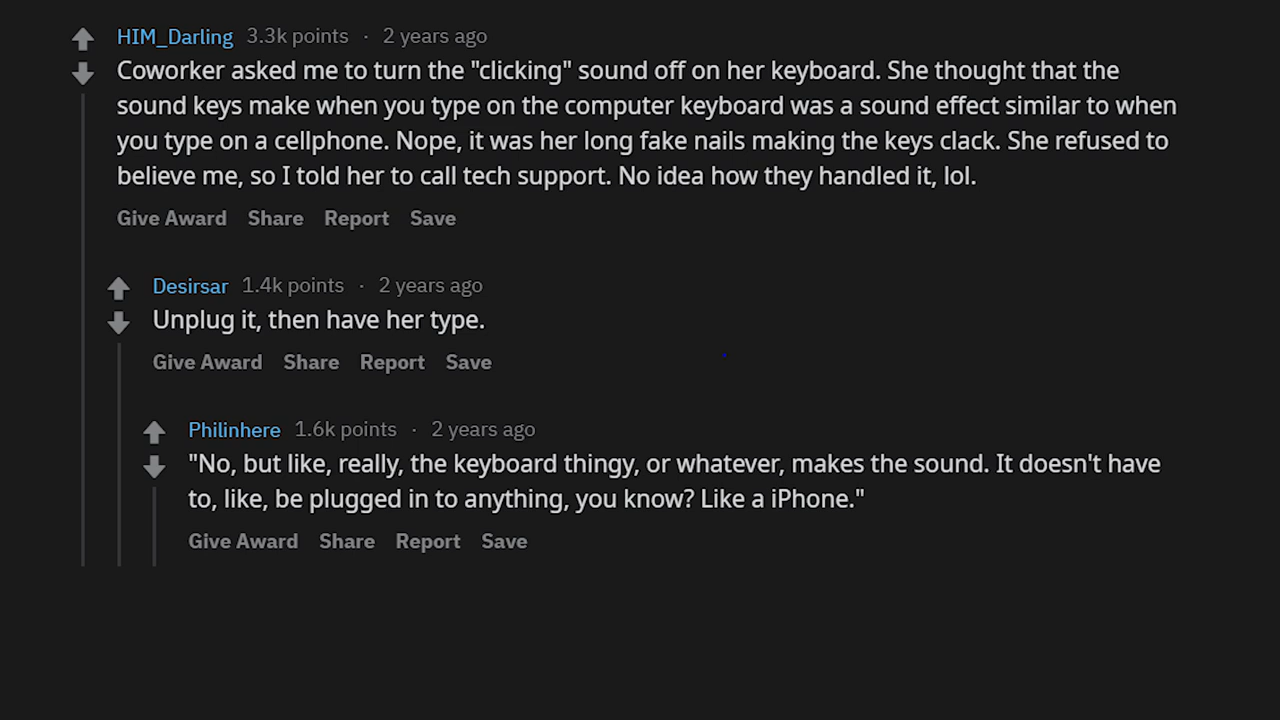 HIM_Darling 3.3k points · 2 years ago
Coworker asked me to turn the "clicking" sound off on her keyboard. She thought that the
sound keys make when you type on the computer keyboard was a sound effect similar to when
you type on a cellphone. Nope, it was her long fake nails making the keys clack. She refused to
believe me, so I told her to call tech support. No idea how they handled it, lol.
Give Award Share Report Save
Desirsar 1.4k points · 2 years ago
Unplug it, then have her type.
Give Award Share Report Save
Philinhere 1.6k points · 2 years ago
"No, but like, really, the keyboard thingy, or whatever, makes the sound. It doesn't have
to, like, be plugged in to anything, you know? Like a iPhone."
Give Award Share Report Save